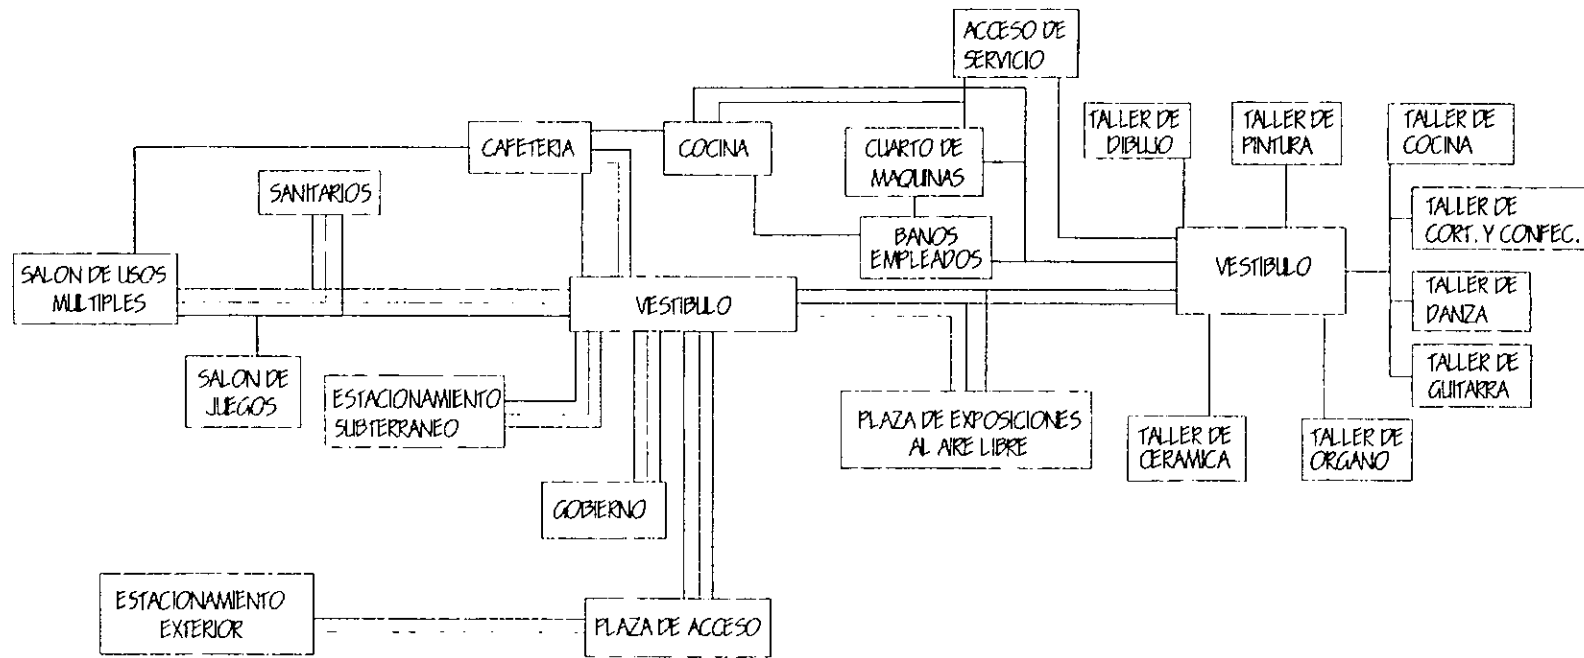 ACCESO DE
SERVICIO
CAFETERIA
COCINA
CUARTO DE
MAQUINAS
TALLER DE
DIBUJO
TALLER DE
PINTURA
TALLER DE
COCINA
SANITARIOS
TALLER DE
CORT. Y CONFEC.
BANOS
EMPLEADOS
SALON DE USOS
MULTIPLES
VESTIBULO
VESTIBULO
TALLER DE
DANZA
SALON DE
JUEGOS
ESTACIONAMIENTO
SUBTERRANEO
PLAZA DE EXPOSICIONES
AL AIRE LIBRE
TALLER DE
GUITARRA
TALLER DE
CERAMICA
TALLER DE
ORGANO
GOBIERNO
ESTACIONAMIENTO
EXTERIOR
PLAZA DE ACCESO